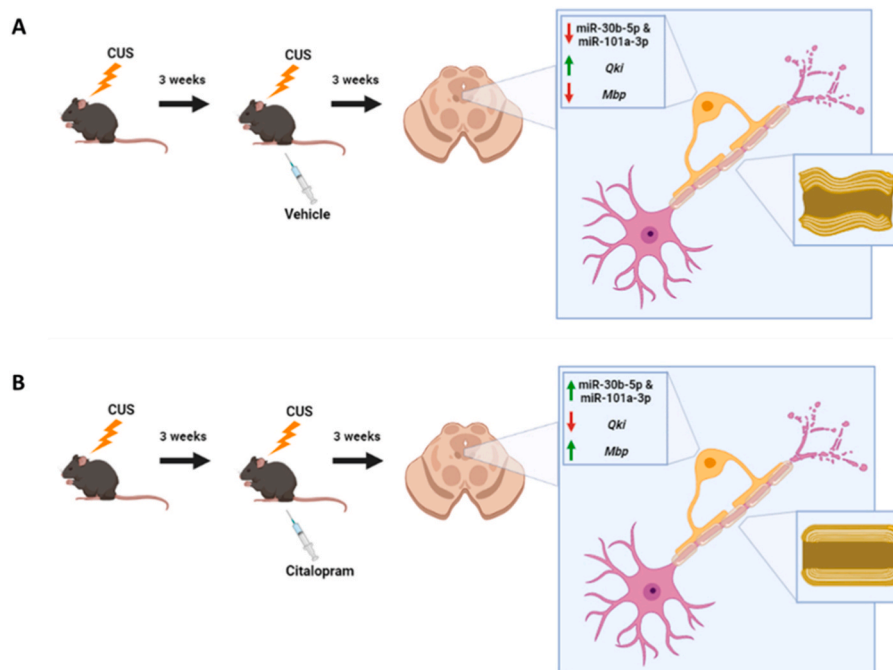 A
CUS
3 weeks
CUS
3 weeks
Vehicle
miR-30b-5p &
miR-101a-3p
Qki
Mbp
B
CUS
3 weeks
CUS
3 weeks
Citalopram
miR-30b-5p &
miR-101a-3p
Qki
Mbp